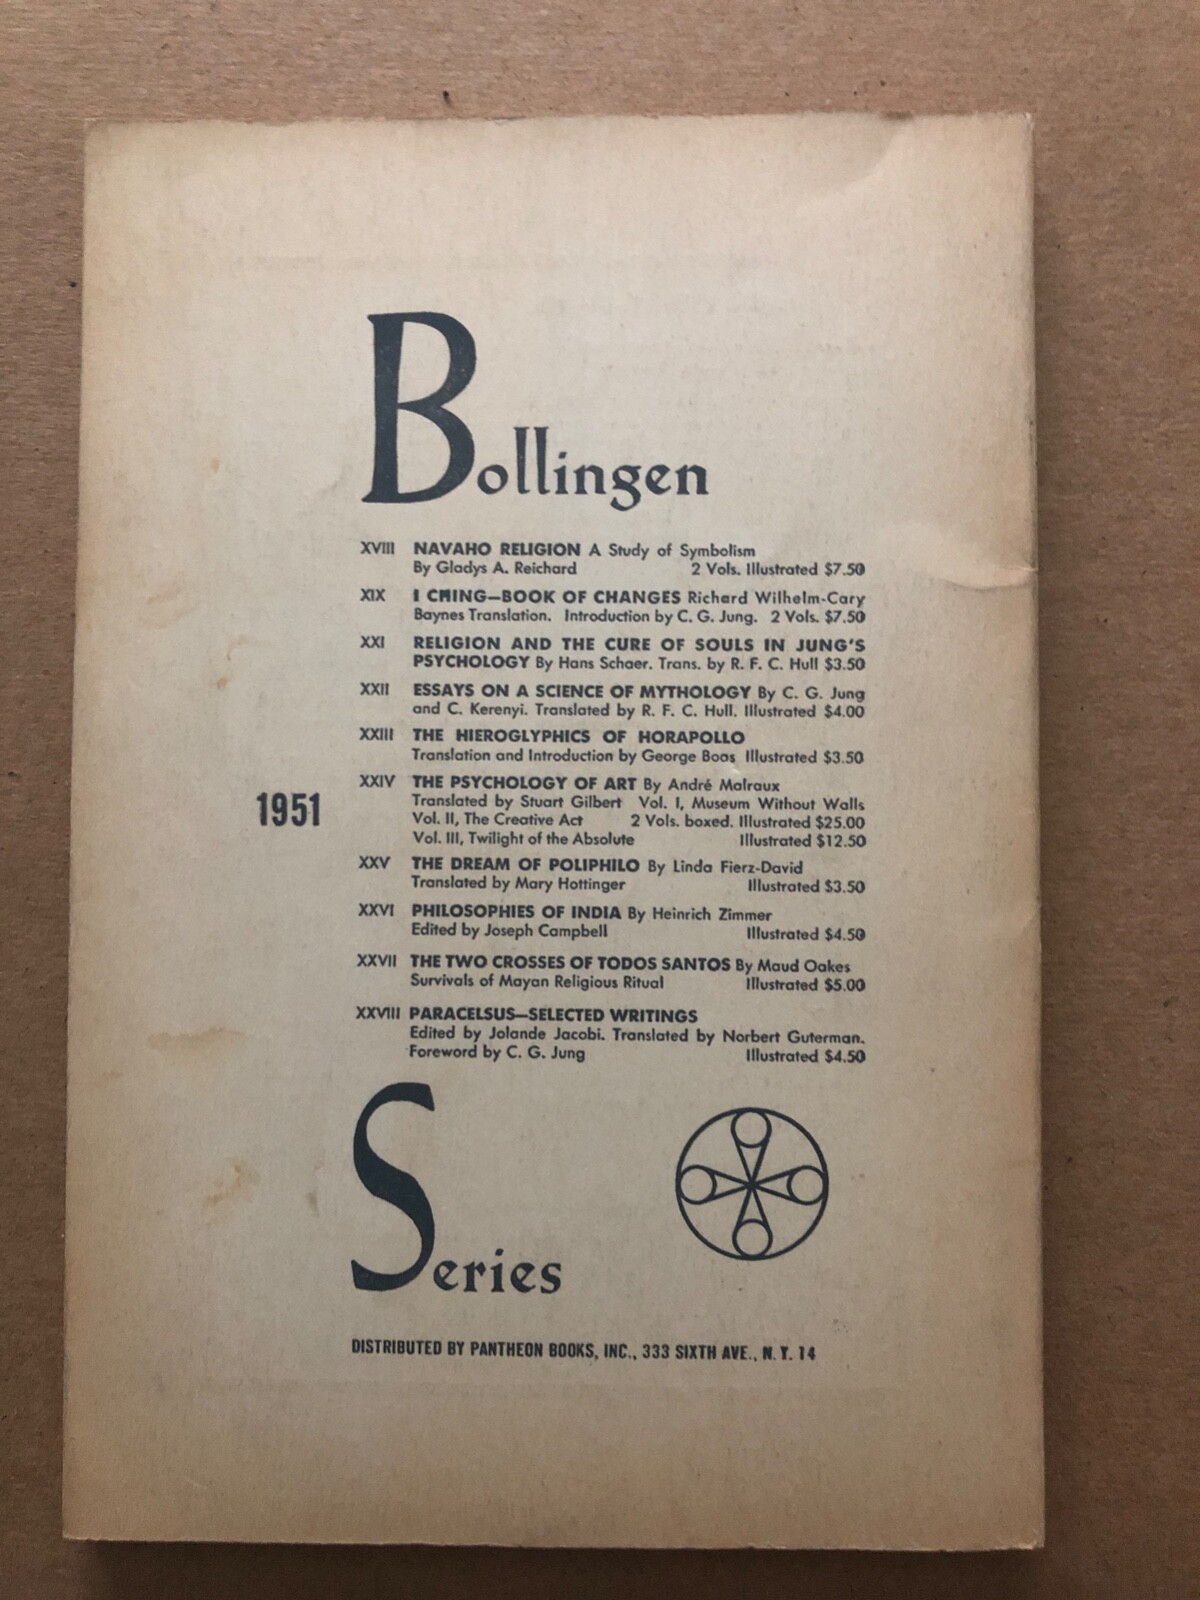 Bollingen
XVIII NAVAHO RELIGION A Study of Symbolism
By Gladys A. Reichard 2 Vols. Illustrated $7.50
XIX I CHING—BOOK OF CHANGES Richard Wilhelm-Cary
Baynes Translation. Introduction by C. G. Jung. 2 Vols. $7.50
XXI RELIGION AND THE CURE OF SOULS IN JUNG'S
PSYCHOLOGY By Hans Schaer. Trans. by R. F. C. Hull $3.50
XXII ESSAYS ON A SCIENCE OF MYTHOLOGY By C. G. Jung
and C. Kerenyi. Translated by R. F. C. Hull. Illustrated $4.00
XXIII THE HIEROGLYPHICS OF HORAPOLLO
Translation and Introduction by George Boas Illustrated $3.50
XXIV THE PSYCHOLOGY OF ART By André Malraux
Translated by Stuart Gilbert Vol. I, Museum Without Walls
1951
Vol. II, The Creative Act 2 Vols. boxed. Illustrated $25.00
Vol. III, Twilight of the Absolute Illustrated $12.50
XXV THE DREAM OF POLIPHILO By Linda Fierz-David
Translated by Mary Hottinger Illustrated $3.50
XXVI PHILOSOPHIES OF INDIA By Heinrich Zimmer
Edited by Joseph Campbell Illustrated $4.50
XXVII THE TWO CROSSES OF TODOS SANTOS By Maud Oakes
Survivals of Mayan Religious Ritual Illustrated $5.00
XXVIII PARACELSUS—SELECTED WRITINGS
Edited by Jolande Jacobi. Translated by Norbert Guterman.
Foreword by C. G. Jung Illustrated $4.50
Series
DISTRIBUTED BY PANTHEON BOOKS, INC., 333 SIXTH AVE., N. Y. 14